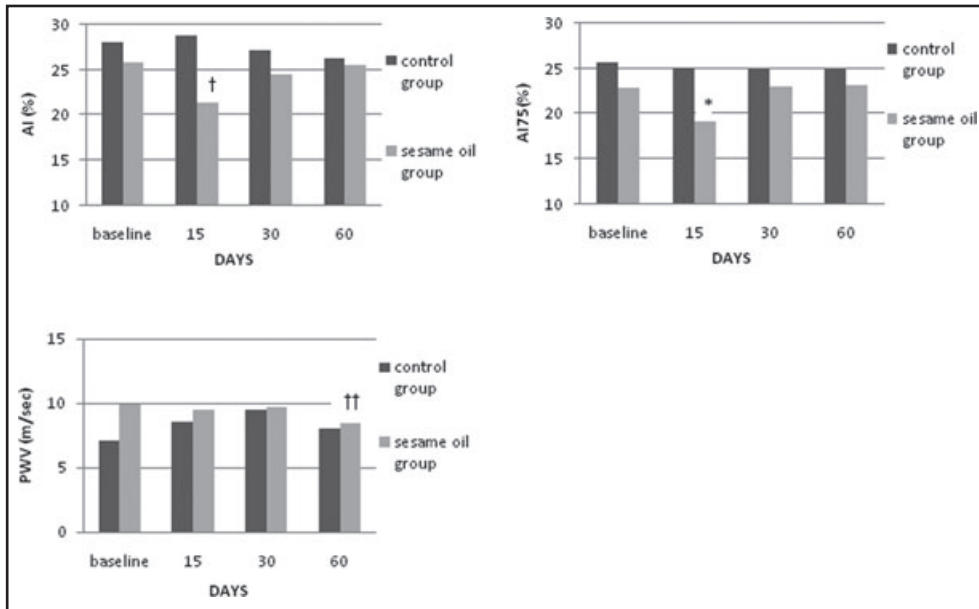 30
25
20
15
10
AI (%)
†
baseline 15 30 60
DAYS
control
group
sesame oil
group
30
25
20
15
10
AI75(%)
*
baseline 15 30 60
DAYS
control
group
sesame oil
group
15
10
5
0
PWV (m/sec)
††
baseline 15 30 60
DAYS
control
group
sesame oil
group